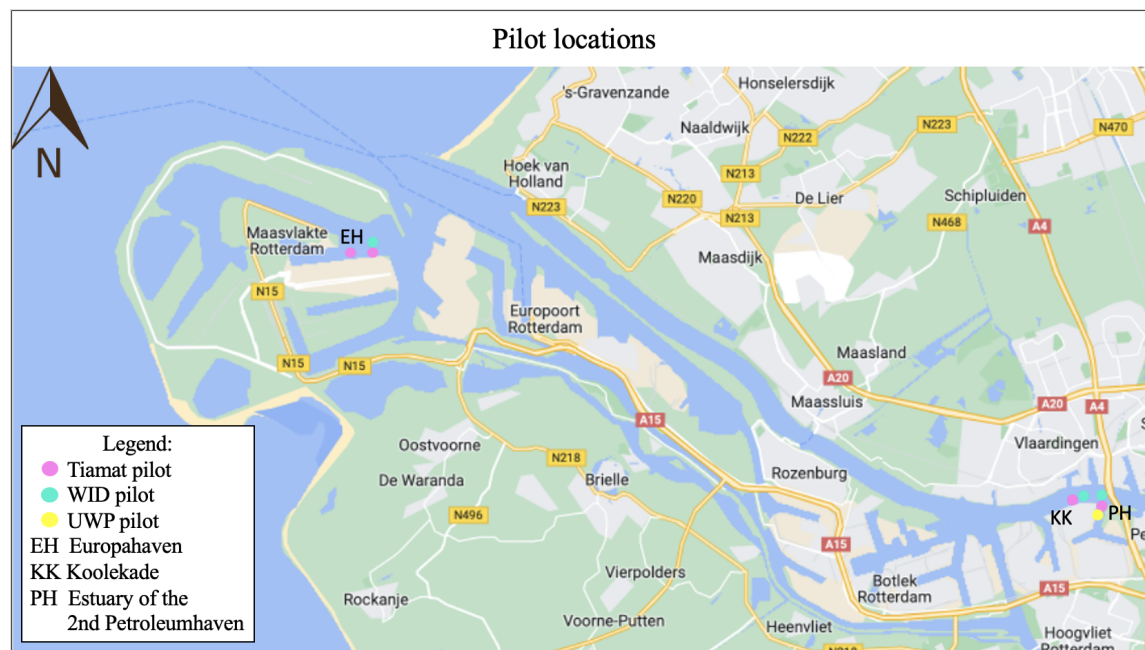 Pilot locations
N
's-Gravenzande
Honselersdijk
Naaldwijk
N222
N223
N470
Hoek van
Holland
N213
N223
N220
N213
De Lier
Schipluiden
N468
A4
Maasvlakte
Rotterdam
EH
Maasdijk
N15
Europoort
Rotterdam
N15
N15
Maasland
A20
Maassluis
A20
A4
A15
Vlaardingen
Oostvoorne
N218
De Waranda
Brielle
Rozenburg
N496
KK
PH
A15
Vierpolders
Botlek
Rotterdam
A15
Rockanje
Voorne-Putten
Heenvliet
Hoogvliet
Rotterdam
Legend:
Tiamat pilot
WID pilot
UWP pilot
EH Europahaven
KK Koolekade
PH Estuary of the
2nd Petroleumhaven